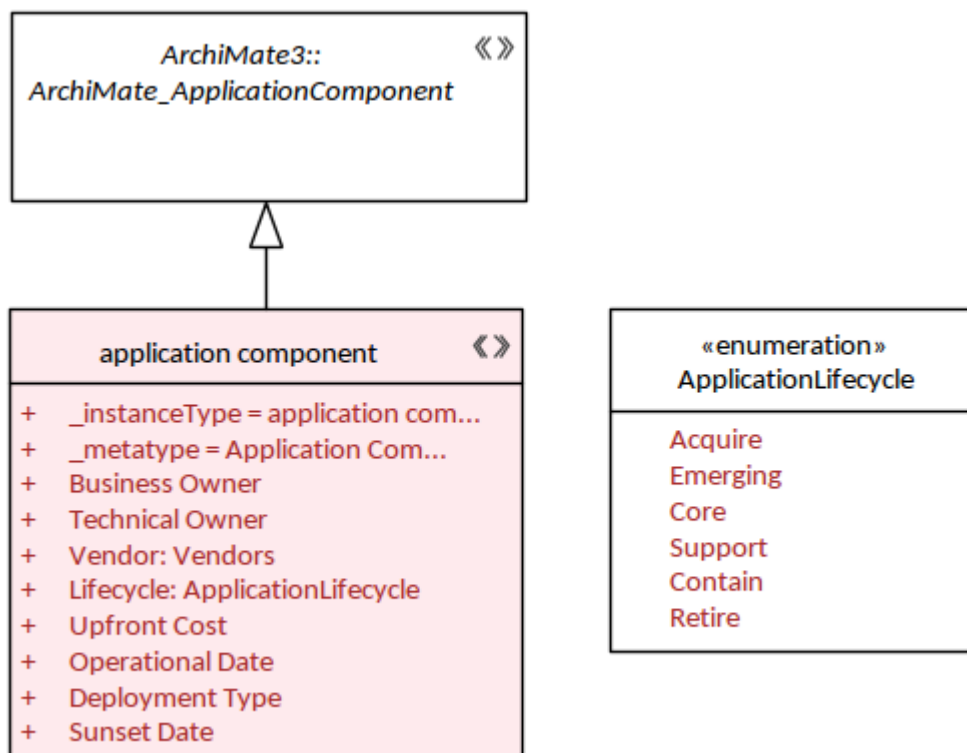 ArchiMate3::
ArchiMate_ApplicationComponent
«»
application component
«»
+ _instanceType = application com...
+ _metatype = Application Com...
+ Business Owner
+ Technical Owner
+ Vendor: Vendors
+ Lifecycle: ApplicationLifecycle
+ Upfront Cost
+ Operational Date
+ Deployment Type
+ Sunset Date
«enumeration»
ApplicationLifecycle
Acquire
Emerging
Core
Support
Contain
Retire